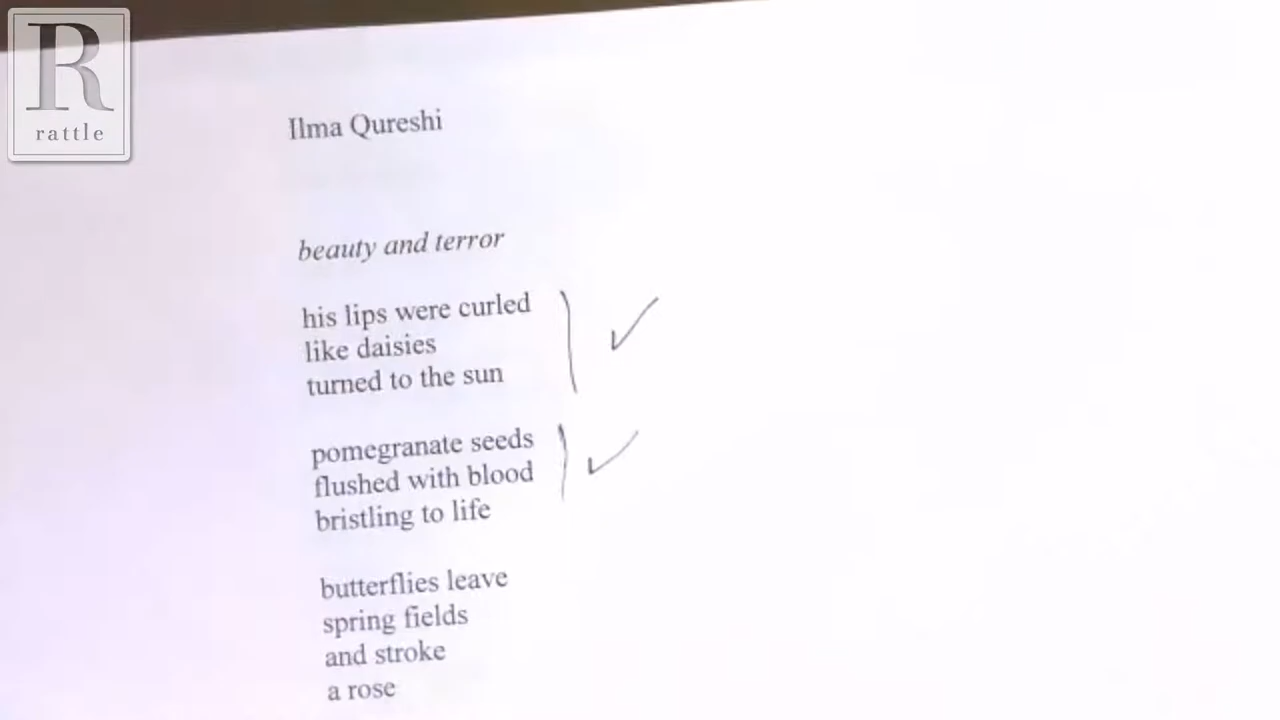 R
rattle
Ilma Qureshi
beauty and terror
his lips were curled
like daisies
turned to the sun
pomegranate seeds
flushed with blood
bristling to life
butterflies leave
spring fields
and stroke
a rose